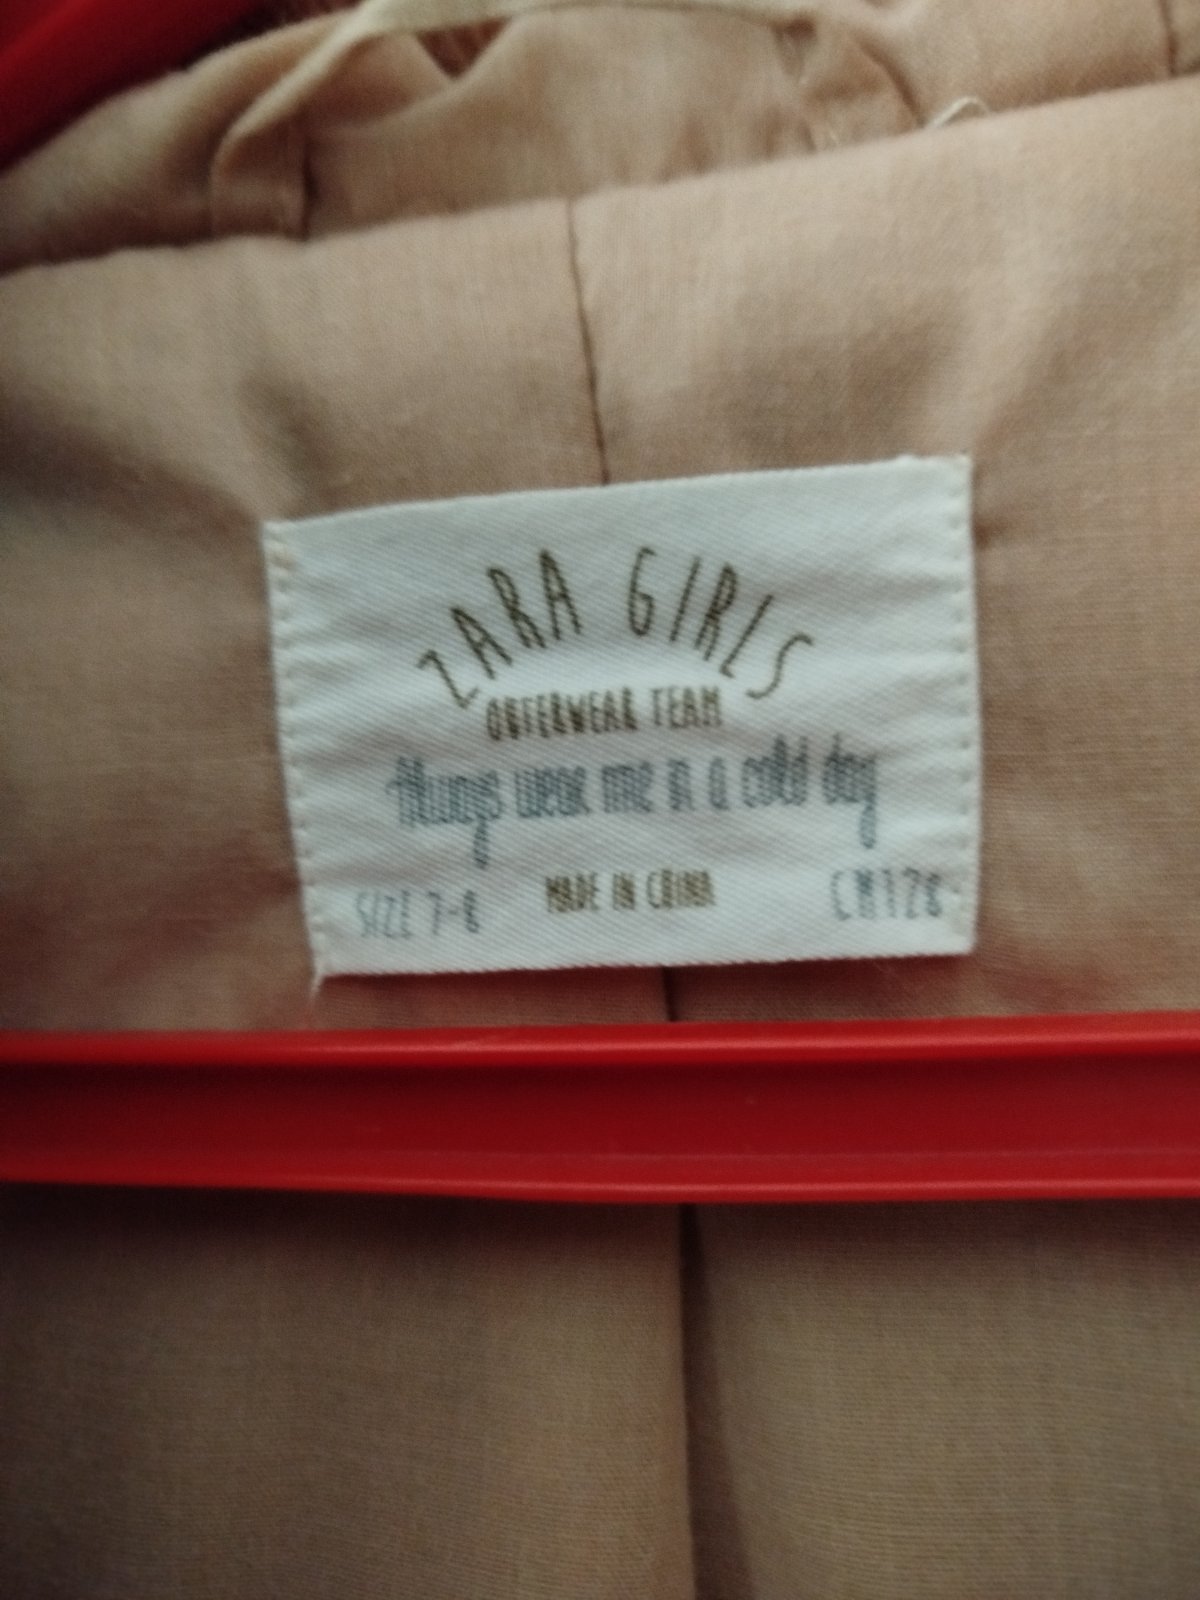 ZARA GIRLS
OUTERWEAR TEAM
Always wear me in a cold day
SIZE 7-8 MADE IN CHINA CM128